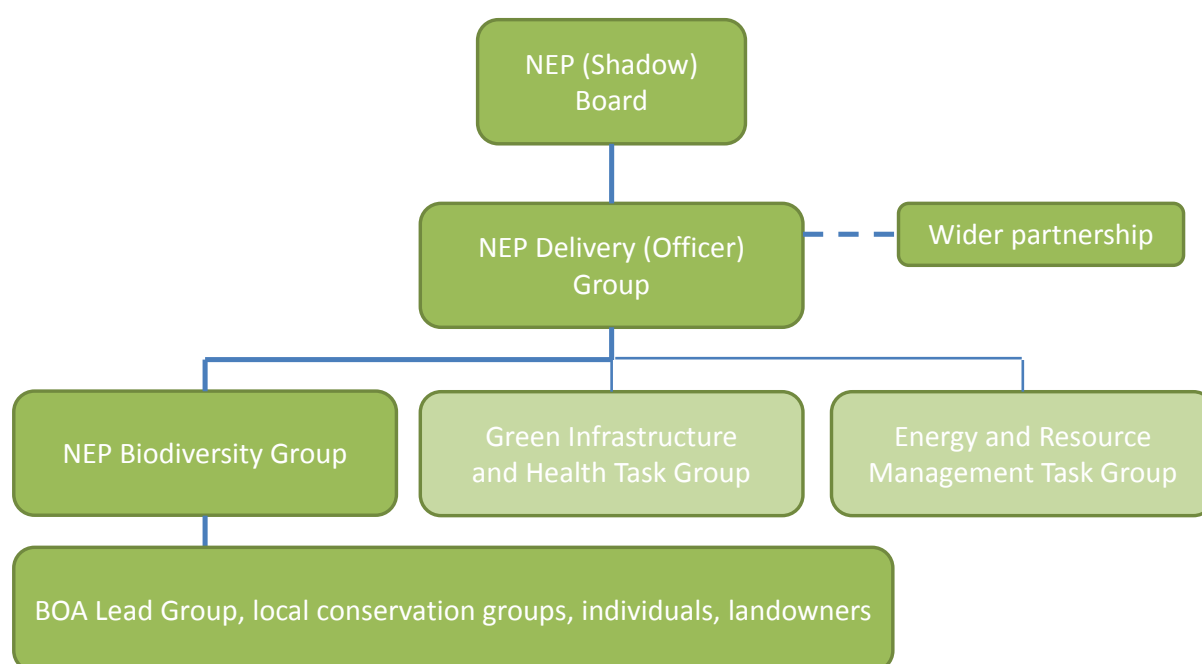 NEP (Shadow)
Board
NEP Delivery (Officer)
Group
Wider partnership
NEP Biodiversity Group
Green Infrastructure
and Health Task Group
Energy and Resource
Management Task Group
BOA Lead Group, local conservation groups, individuals, landowners